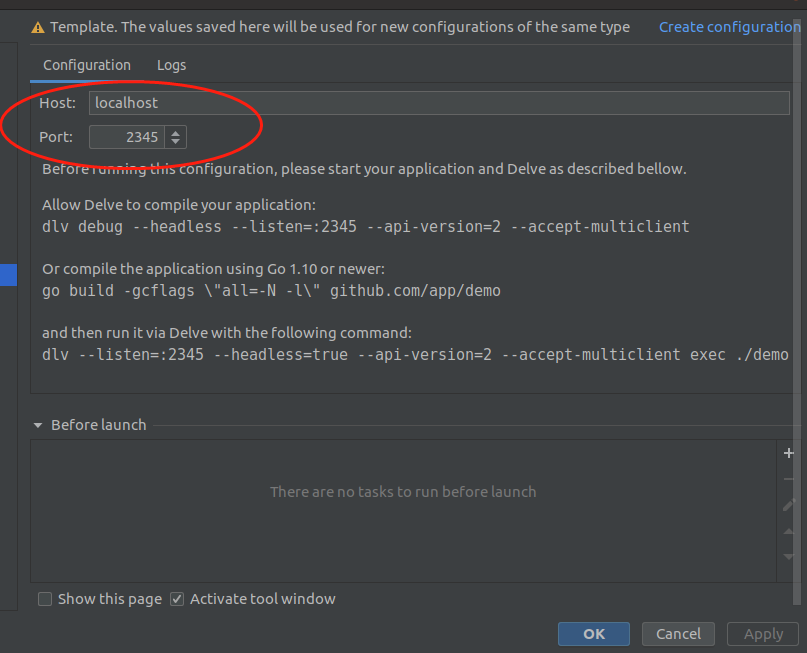 Template. The values saved here will be used for new configurations of the same type Create configuration
Configuration Logs
Host: localhost
Port: 2345
Before running this configuration, please start your application and Delve as described bellow.
Allow Delve to compile your application:
dlv debug --headless --listen=:2345 --api-version=2 --accept-multiclient
Or compile the application using Go 1.10 or newer:
go build -gcflags \"all=-N -l\" github.com/app/demo
and then run it via Delve with the following command:
dlv --listen=:2345 --headless=true --api-version=2 --accept-multiclient exec ./demo
Before launch
There are no tasks to run before launch
Show this page Activate tool window
OK Cancel Apply